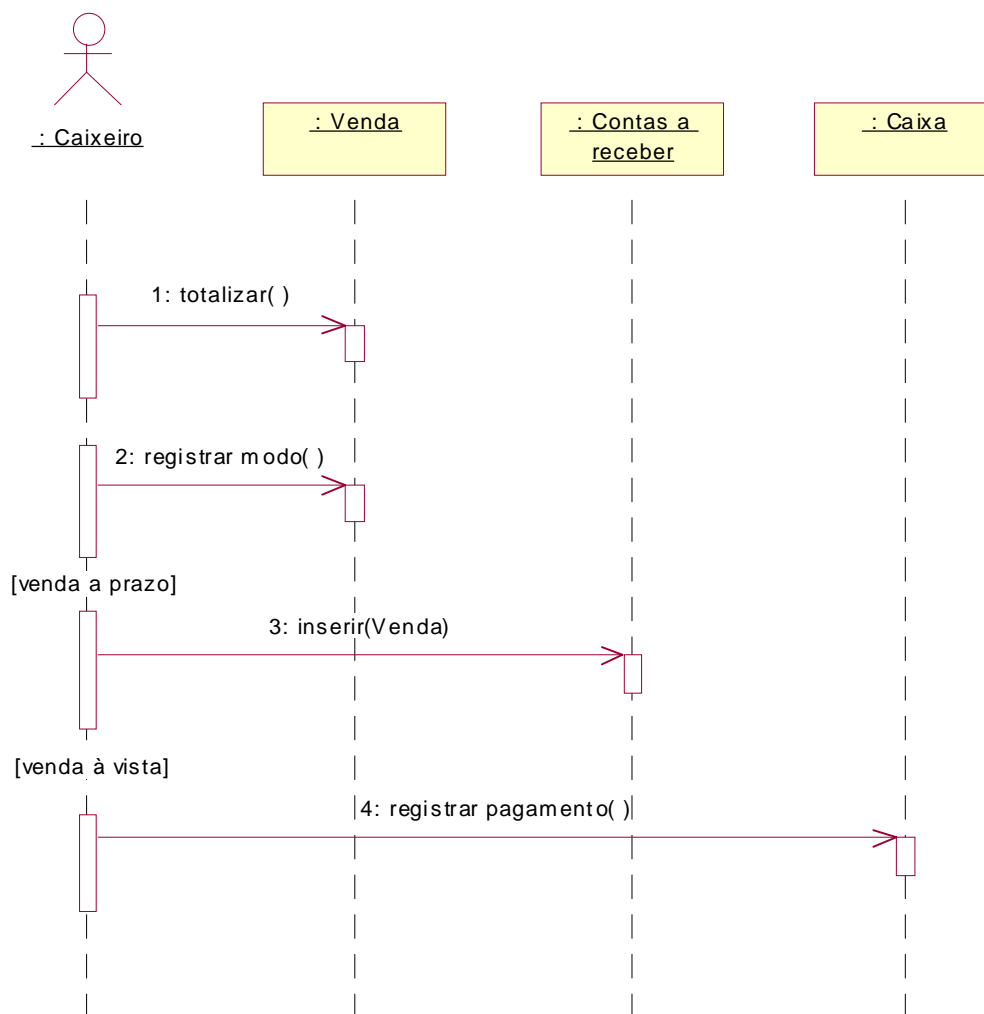 : Caixeiro
: Venda
: Contas a
receber
: Caixa
1: totalizar( )
2: registrar modo( )
[venda a prazo]
3: inserir(Venda)
[venda à vista]
4: registrar pagamento( )